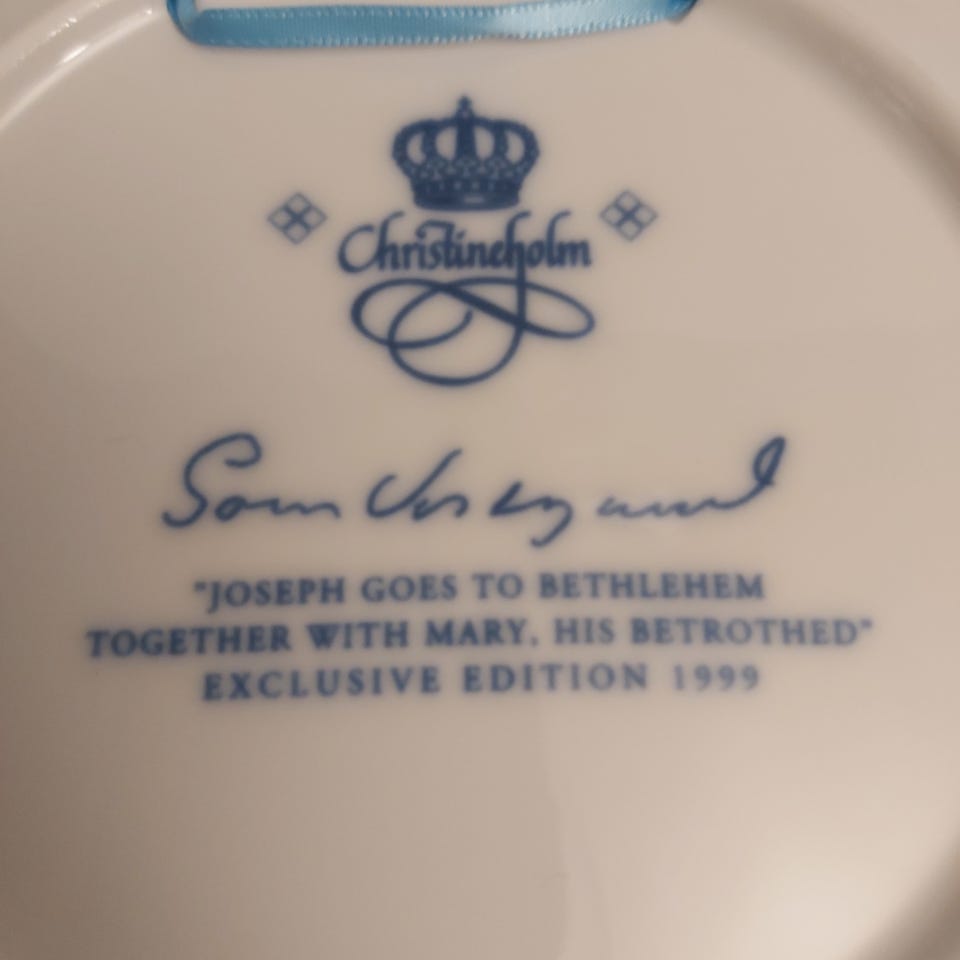 Christineholm
"JOSEPH GOES TO BETHLEHEM
TOGETHER WITH MARY, HIS BETROTHED"
EXCLUSIVE EDITION 1999